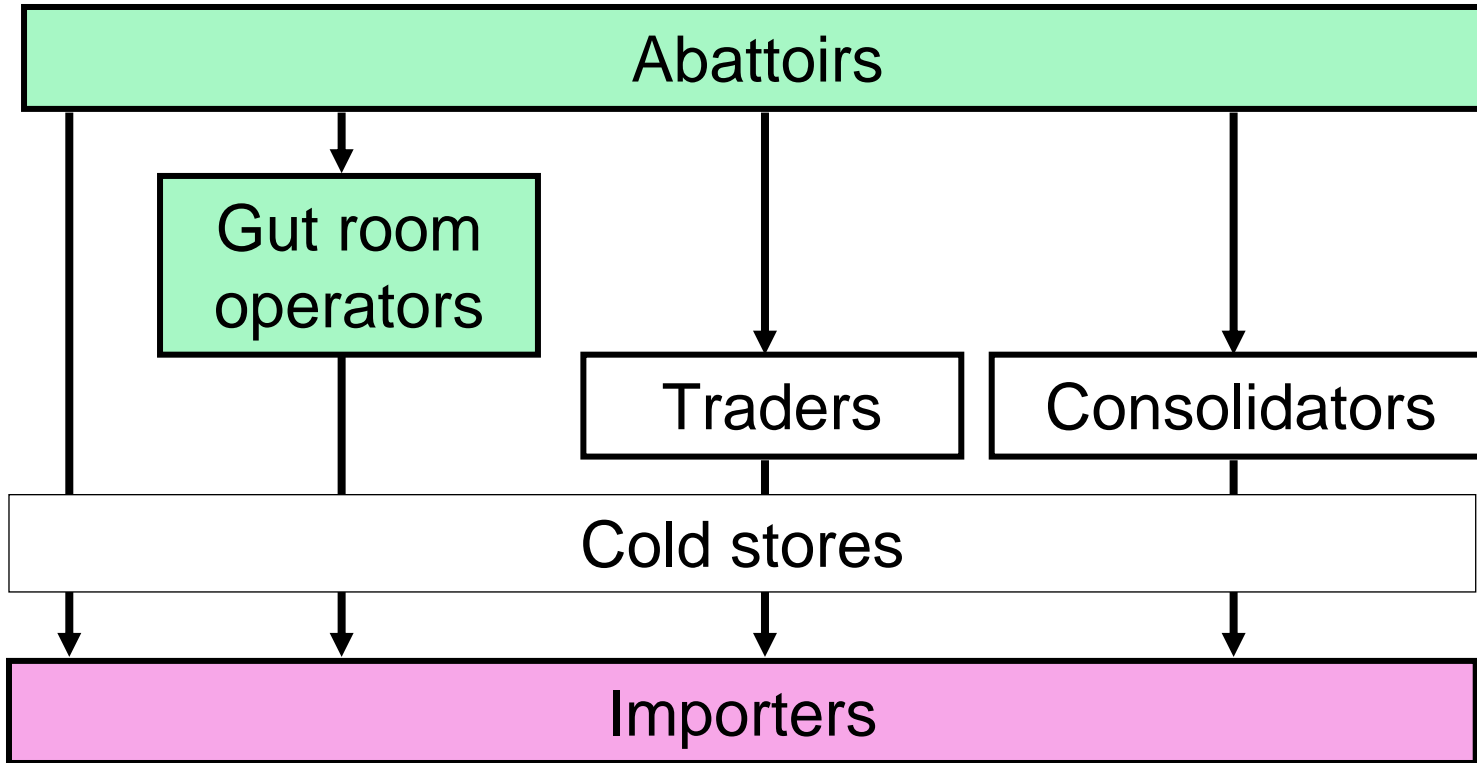 Abattoirs
Gut room
operators
Traders
Consolidators
Cold stores
Importers